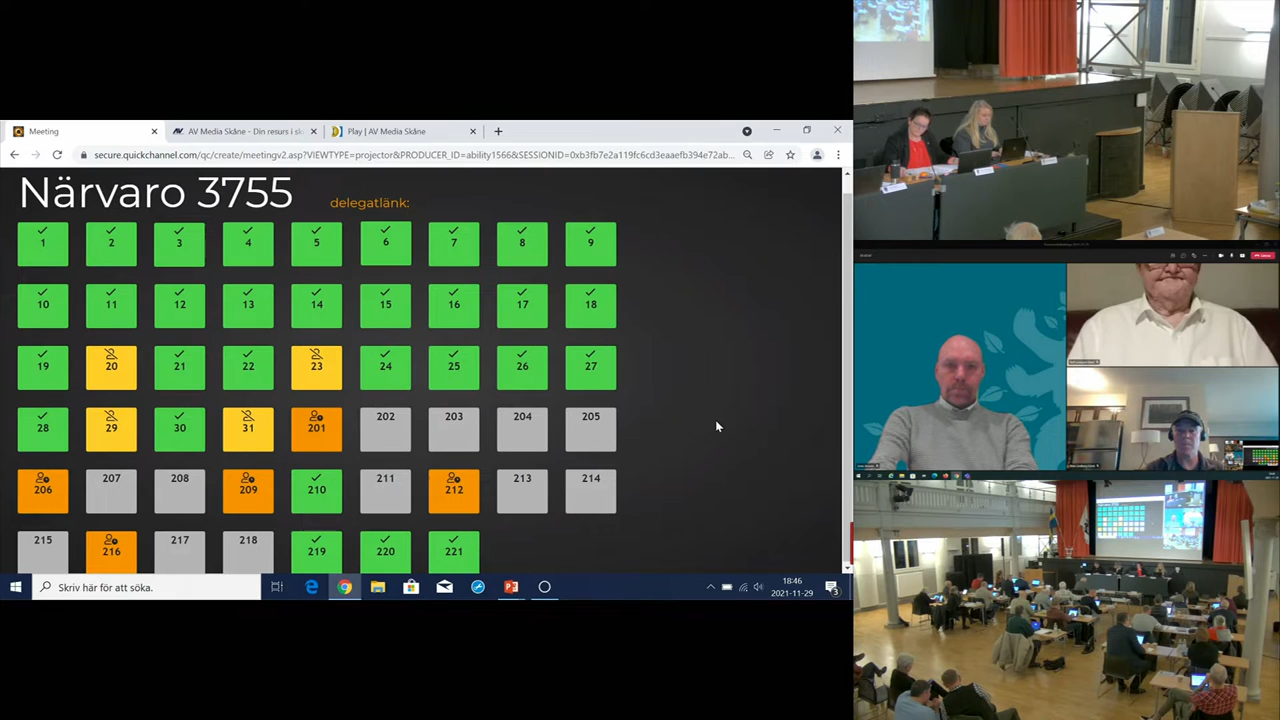 Meeting
AV Media Skåne - Din resurs i sk
Play | AV Media Skåne
secure.quickchannel.com/qc/create/meetingv2.asp?VIEWTYPE=projector&PRODUCER_ID=ability1566&SESSIONID=0xb3fb7e2a119fc6cd3eaaefb394e72ab...
Närvaro 3755
delegatlänk:
1 2 3 4 5 6 7 8 9
10 11 12 13 14 15 16 17 18
19 20 21 22 23 24 25 26 27
28 29 30 31 201 202 203 204 205
206 207 208 209 210 211 212 213 214
215 216 217 218 219 220 221
Skriv här för att söka.
18:46
2021-11-29
3